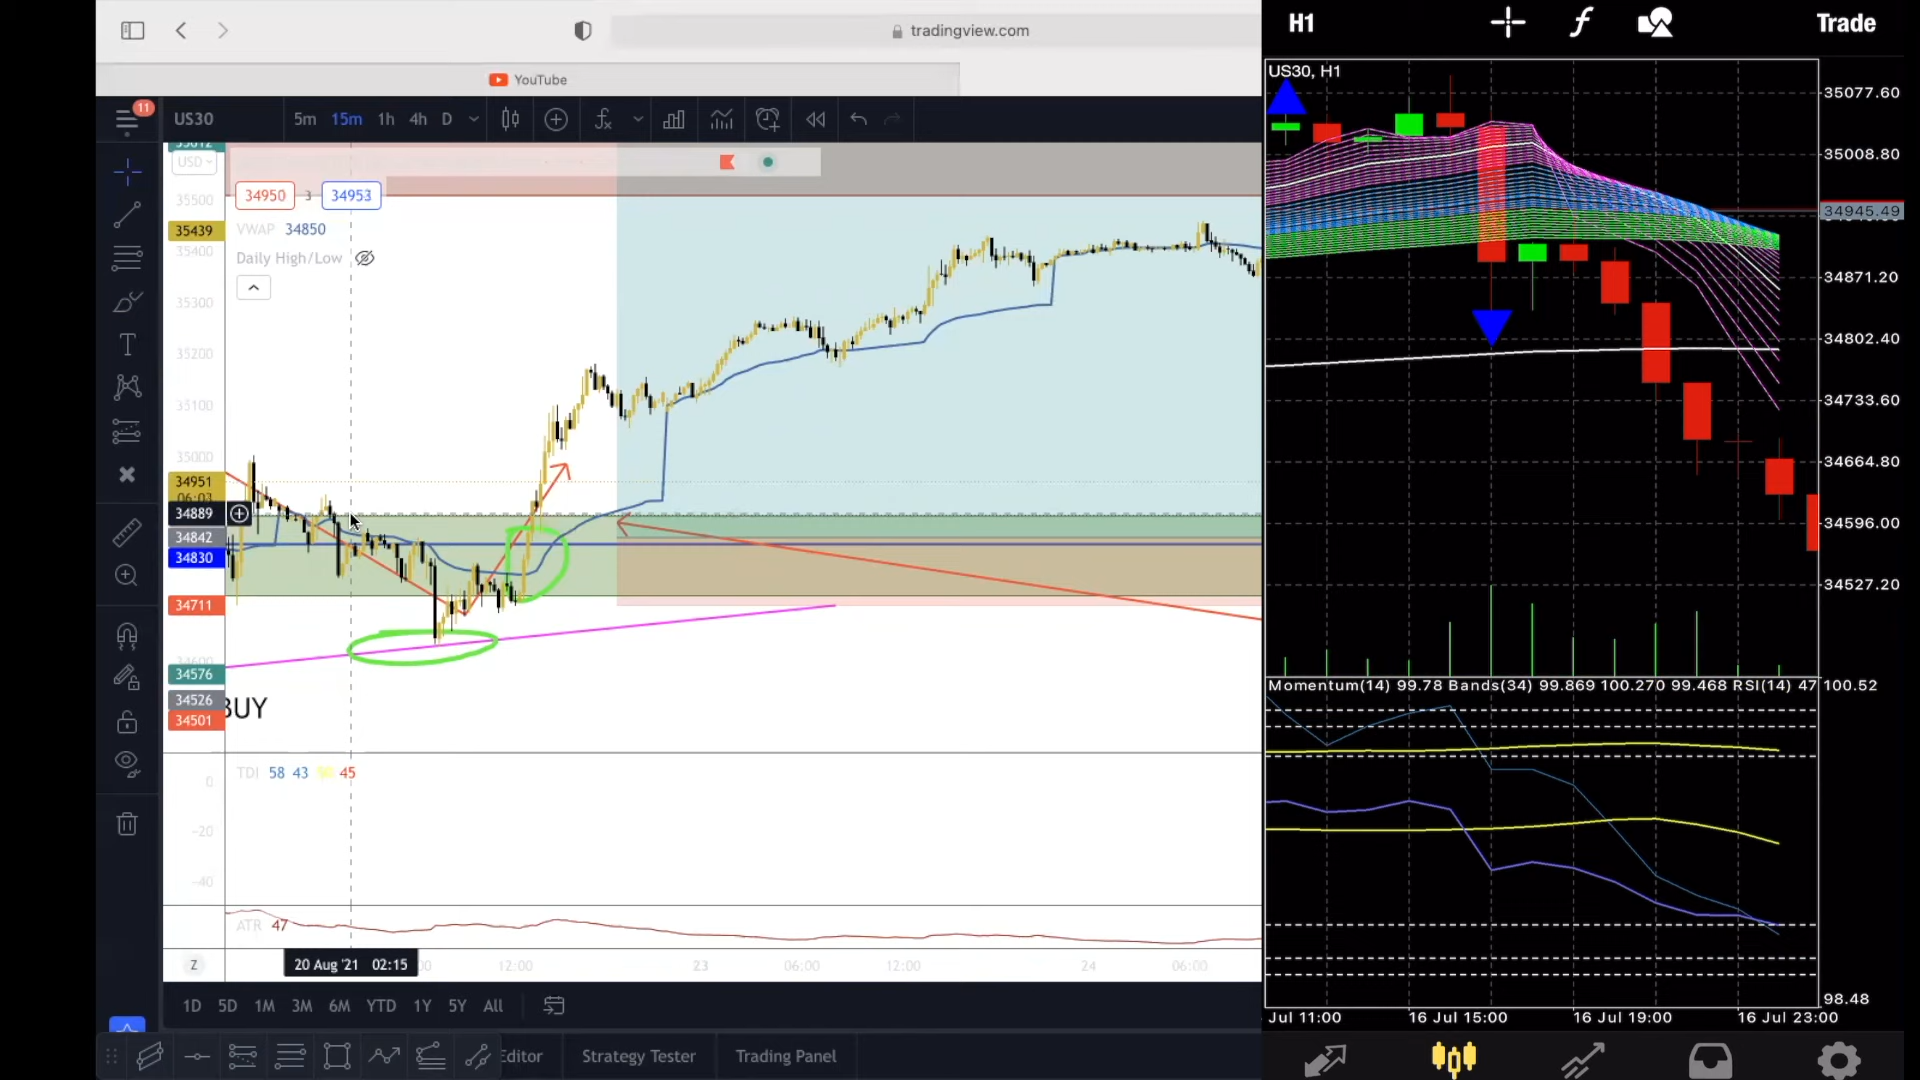 tradingview.com
YouTube
11
US30
5m 15m 1h 4h D
USD
34950 3 34953
VWAP 34850
Daily High/Low
35500
35439
35400
35300
35200
35100
35000
34951
06:03
34889
34842
34830
34711
34576
34526
34501
BUY
TDI 58 43 45
0
-20
-40
ATR 47
Z
20 Aug '21 02:15
12:00
23
06:00
12:00
24
06:00
1D 5D 1M 3M 6M YTD 1Y 5Y All
Editor Strategy Tester Trading Panel
H1 Trade
US30, H1
35077.60
35008.80
34945.49
34871.20
34802.40
34733.60
34664.80
34596.00
34527.20
Momentum(14) 99.78 Bands(34) 99.869 100.270 99.468 RSI(14) 47 100.52
98.48
Jul 11:00 16 Jul 15:00 16 Jul 19:00 16 Jul 23:00